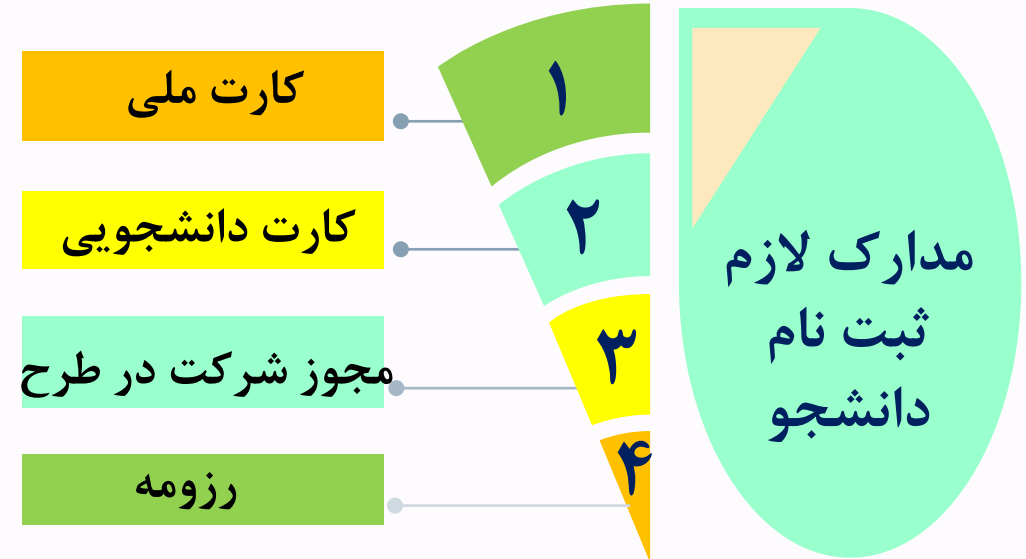 مدارک لازم
ثبت نام
دانشجو
۱
کارت ملی
۲
کارت دانشجویی
۳
مجوز شرکت در طرح
۴
رزومه